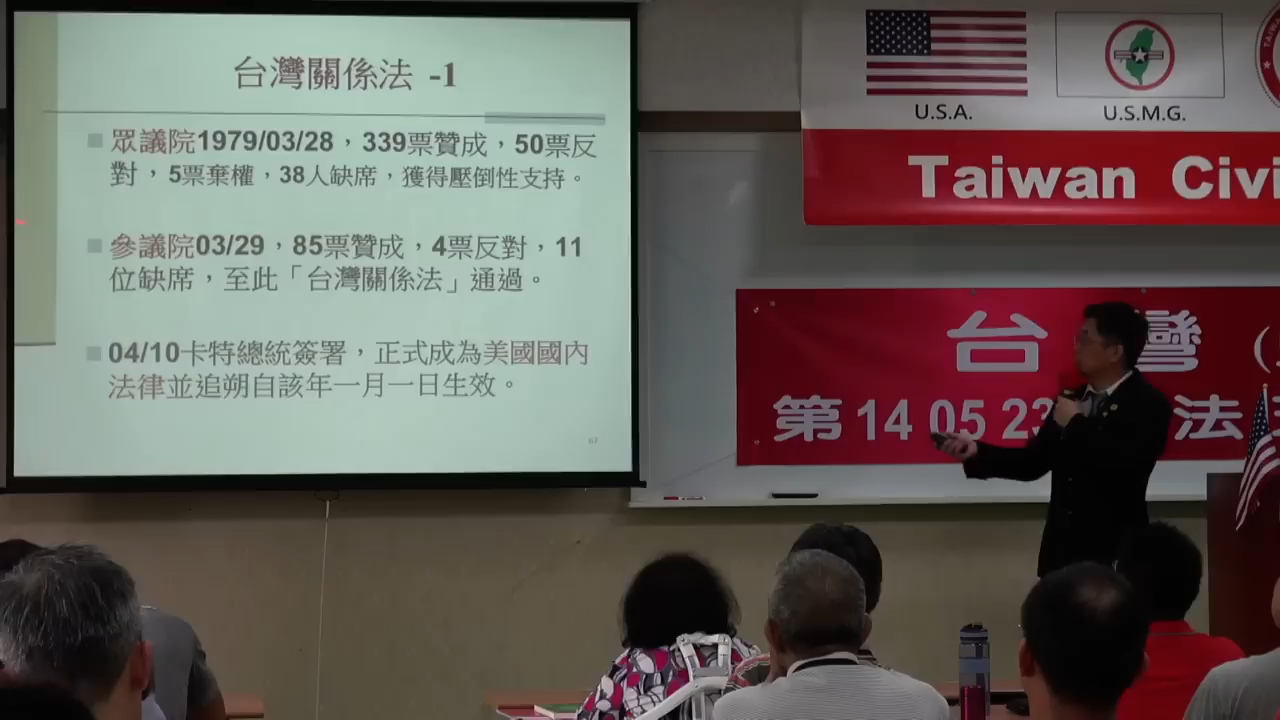 台灣關係法 -1
眾議院1979/03/28，339票贊成，50票反
對，5票棄權，38人缺席，獲得壓倒性支持。
參議院03/29，85票贊成，4票反對，11
位缺席，至此「台灣關係法」通過。
04/10卡特總統簽署，正式成為美國國內
法律並追朔自該年一月一日生效。
67
U.S.A.
U.S.M.G.
Taiwan Civi
台 灣 (
第 14 05 23 法